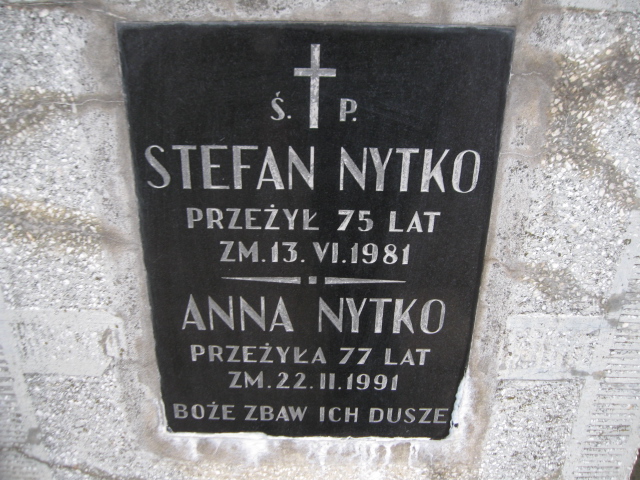 Ś. P.
STEFAN NYTKO
PRZEŻYŁ 75 LAT
ZM. 13. VI. 1981
ANNA NYTKO
PRZEŻYŁA 77 LAT
ZM. 22. II. 1991
BOŻE ZBAW ICH DUSZE